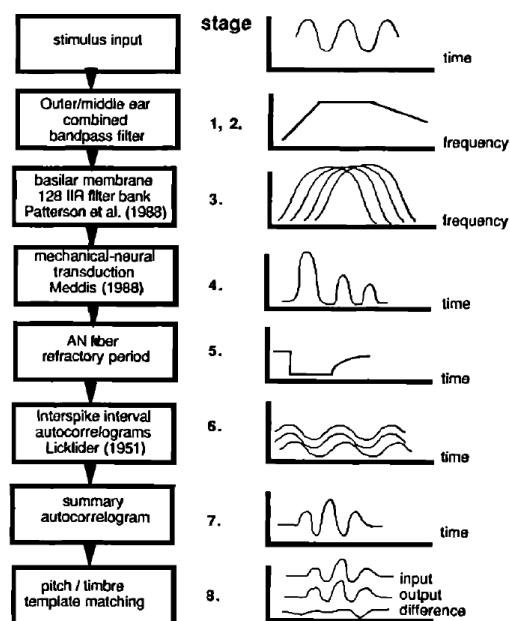 stimulus input
stage
time
Outer/middle ear
combined
bandpass filter
1, 2.
frequency
basilar membrane
128 IIR filter bank
Patterson et al. (1988)
3.
frequency
mechanical-neural
transduction
Meddis (1988)
4.
time
AN fiber
refractory period
5.
time
Interspike interval
autocorrelograms
Licklider (1951)
6.
time
summary
autocorrelogram
7.
time
pitch / timbre
template matching
8.
input
output
difference